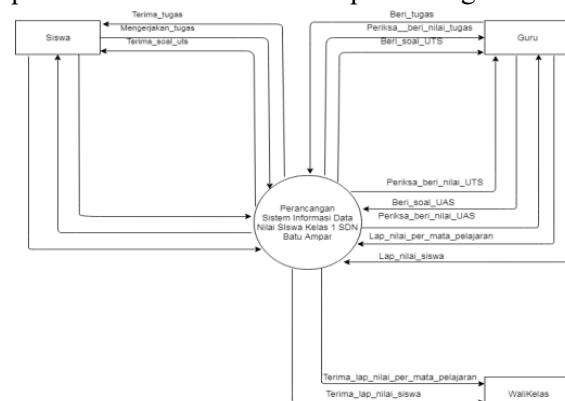 Terima_tugas
Mengerjakan_tugas
Terima_soal_uts
Siswa
Beri_tugas
Periksa__beri_nilai_tugas
Beri_soal_UTS
Guru
Periksa_beri_nilai_UTS
Beri_soal_UAS
Periksa_beri_nilai_UAS
Lap_nilai_per_mata_pelajaran
Lap_nilai_siswa
Perancangan
Sistem Informasi Data
Nilai SIswa Kelas 1 SDN
Batu Ampar
Terima_lap_nilai_per_mata_pelajaran
Terima_lap_nilai_siswa
WaliKelas